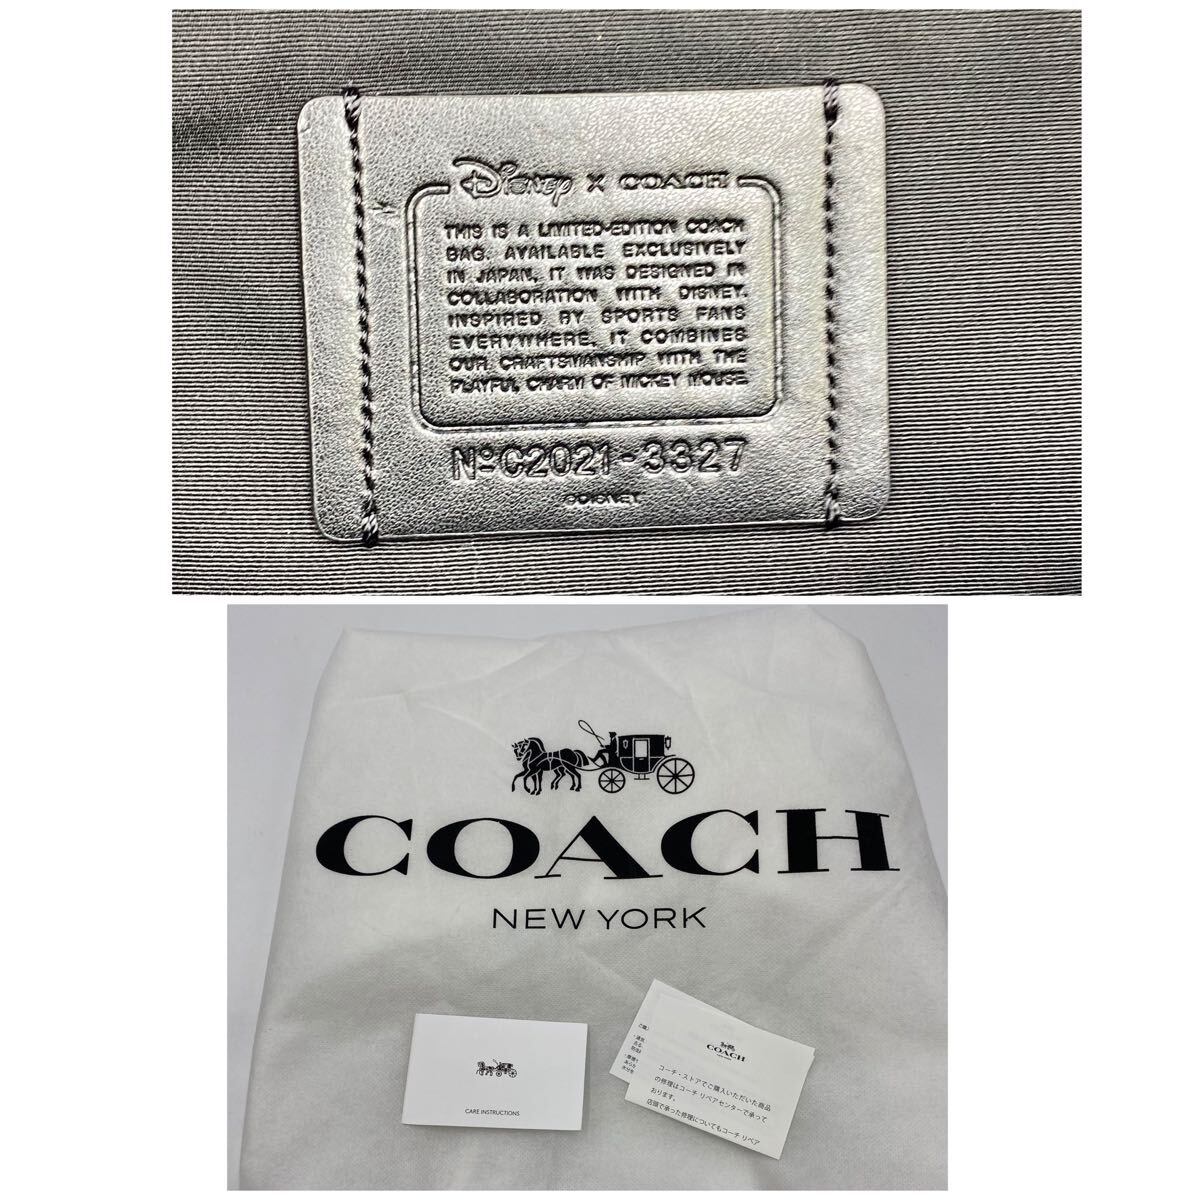 Disney x COACH
THIS IS A LIMITED-EDITION COACH
BAG. AVAILABLE EXCLUSIVELY
IN JAPAN, IT WAS DESIGNED IN
COLLABORATION WITH DISNEY.
INSPIRED BY SPORTS FANS
EVERYWHERE, IT COMBINES
OUR CRAFTSMANSHIP WITH THE
PLAYFUL CHARM OF MICKEY MOUSE
Nº C2021-3327
©DISNEY
COACH
NEW YORK
CARE INSTRUCTIONS
COACH
コーチ・ストアでご購入いただいた商品
の修理はコーチ リペアセンターで承って
おります。
店頭で承った修理についてもコーチ リペア